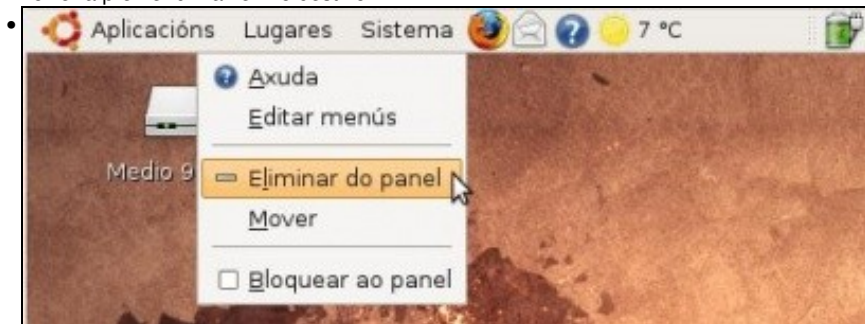 Aplicacións Lugares Sistema 7 °C
Axuda
Editar menús
Medio 9
Eliminar do panel
Mover
Bloquear ao panel